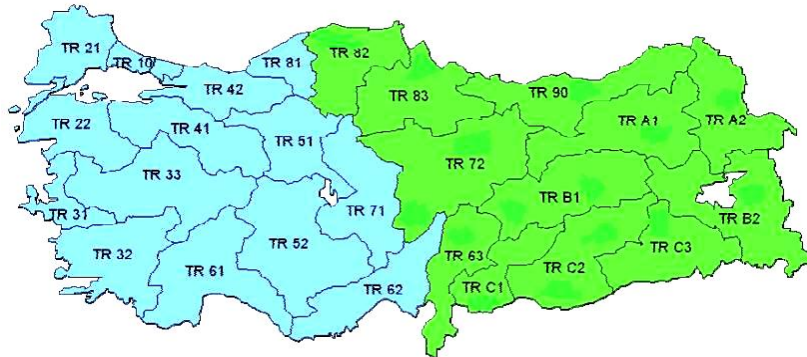 TR 21
TR 10
TR 81
TR 82
TR 42
TR 83
TR 90
TR 22
TR 41
TR 51
TR A1
TR A2
TR 33
TR 72
TR B1
TR 31
TR 71
TR B2
TR 32
TR 52
TR 63
TR C3
TR 61
TR C2
TR 62
TR C1